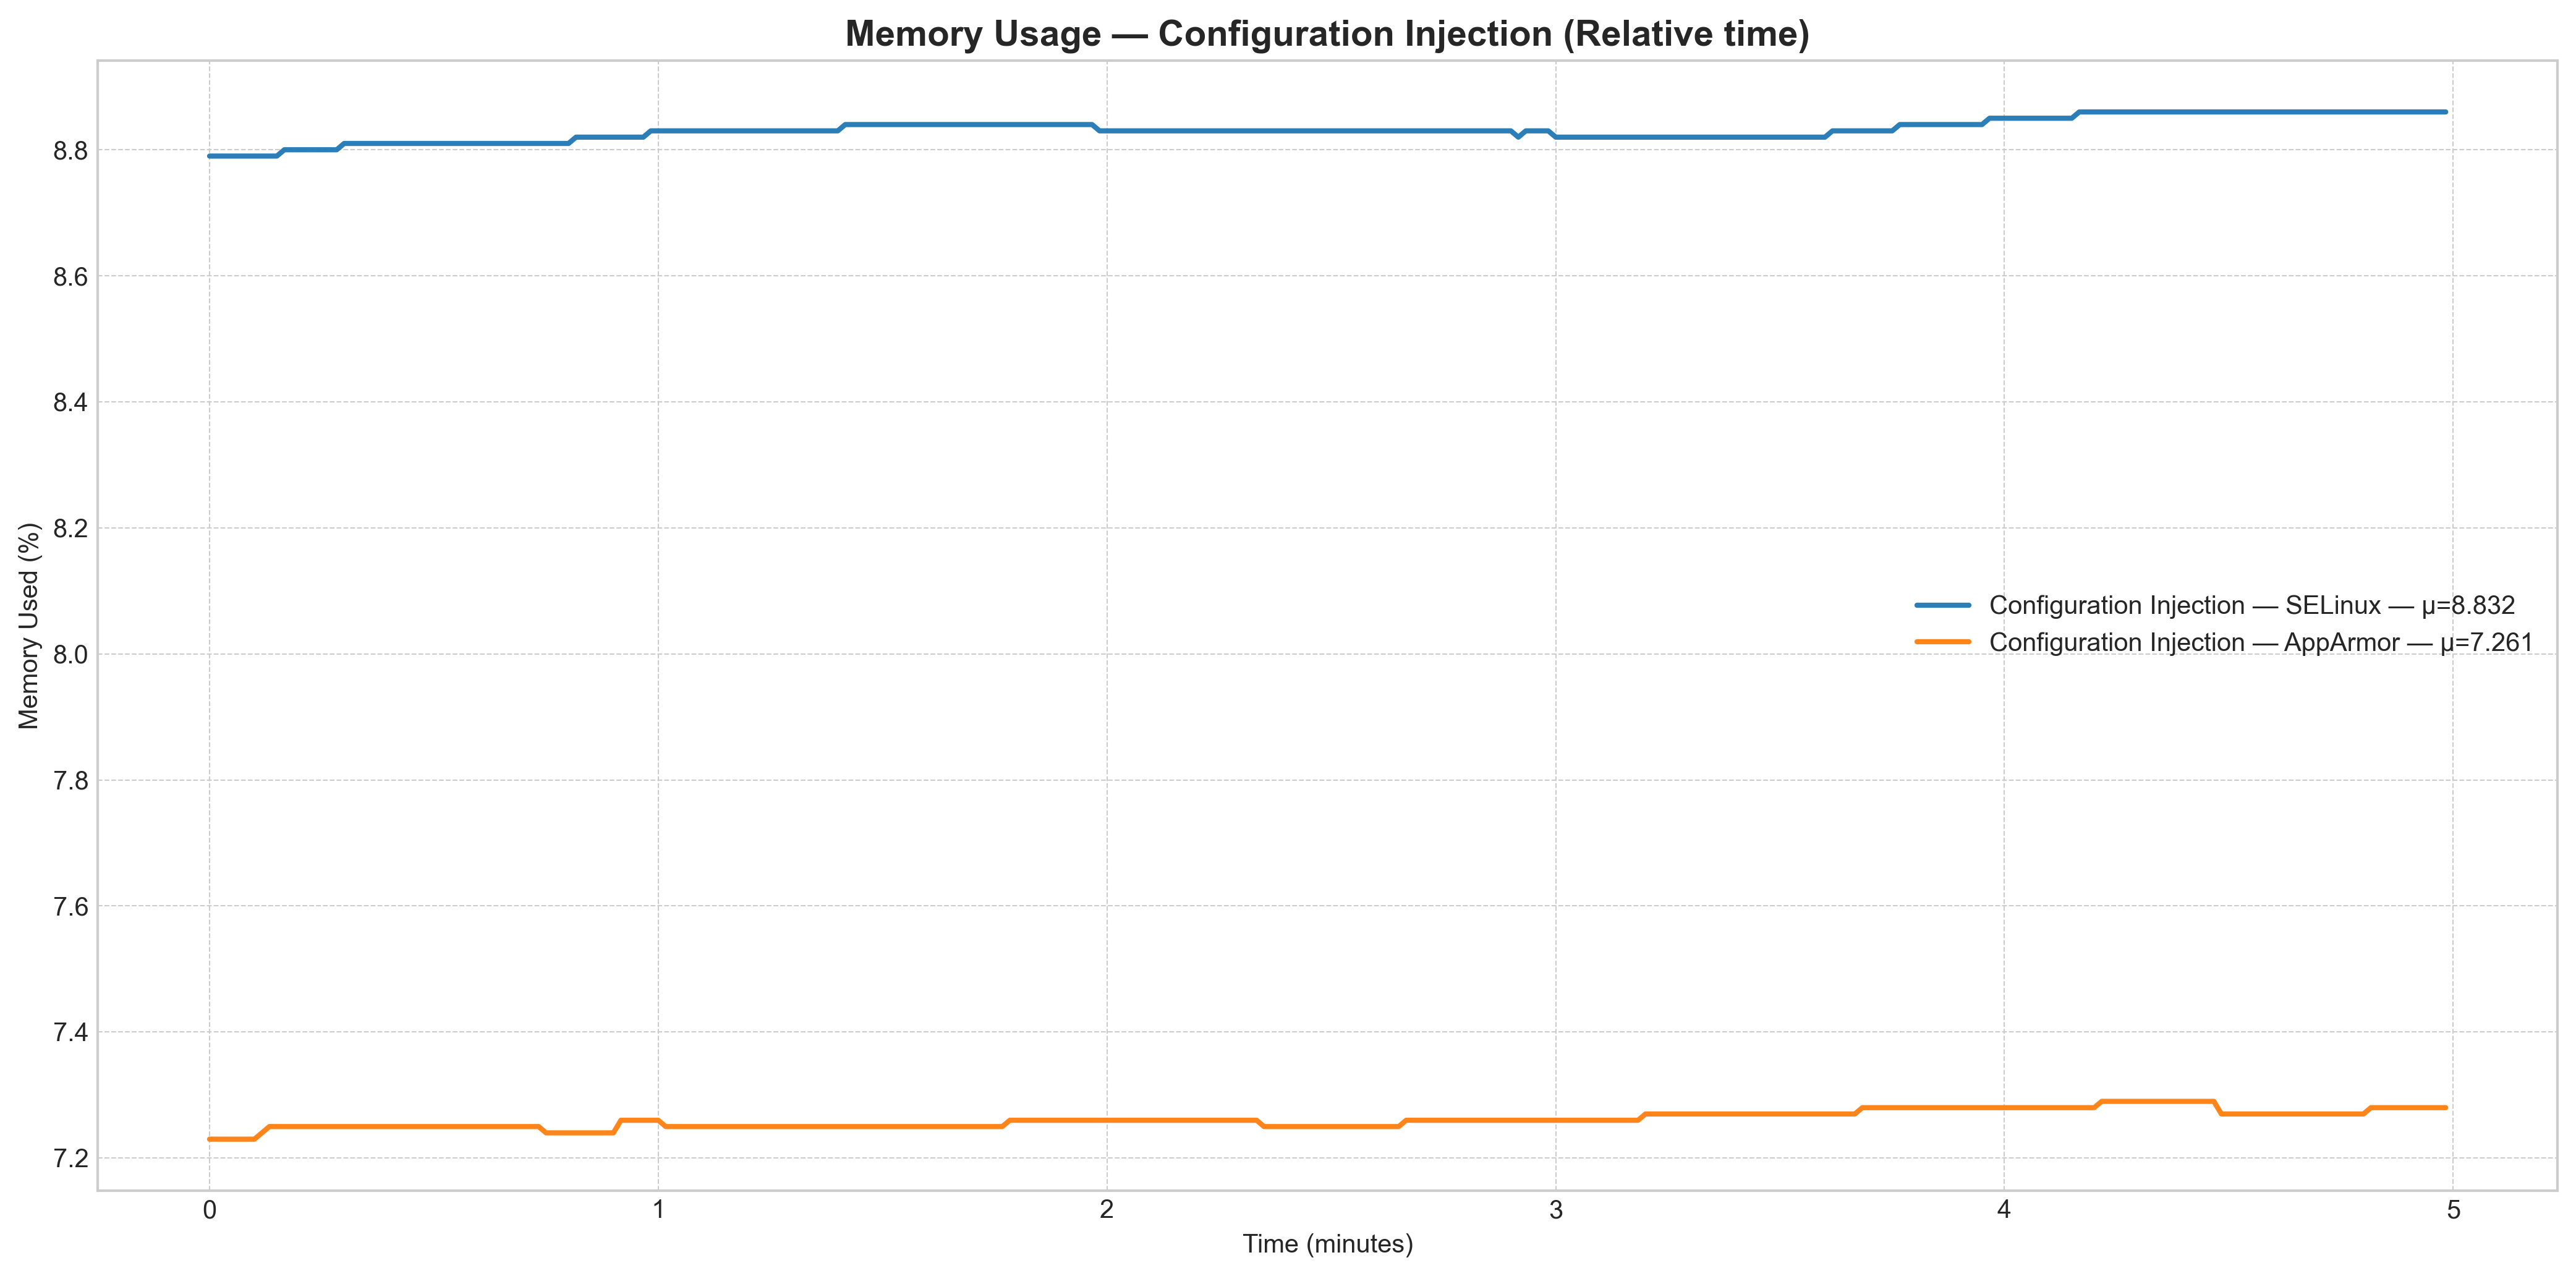 Memory Usage — Configuration Injection (Relative time)
Memory Used (%)
8.8
8.6
8.4
8.2
8.0
7.8
7.6
7.4
7.2
Configuration Injection — SELinux — μ=8.832
Configuration Injection — AppArmor — μ=7.261
0 1 2 3 4 5
Time (minutes)